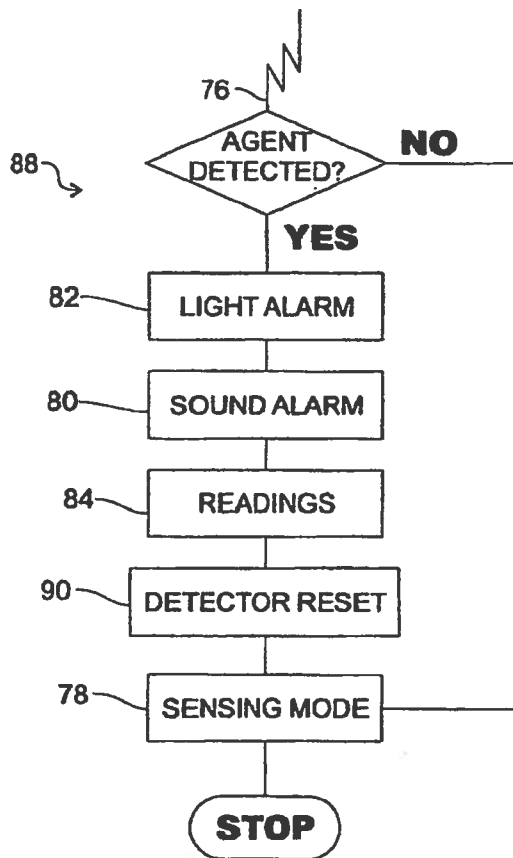 76
AGENT
DETECTED?
NO
88
YES
82
LIGHT ALARM
80
SOUND ALARM
84
READINGS
90
DETECTOR RESET
78
SENSING MODE
STOP